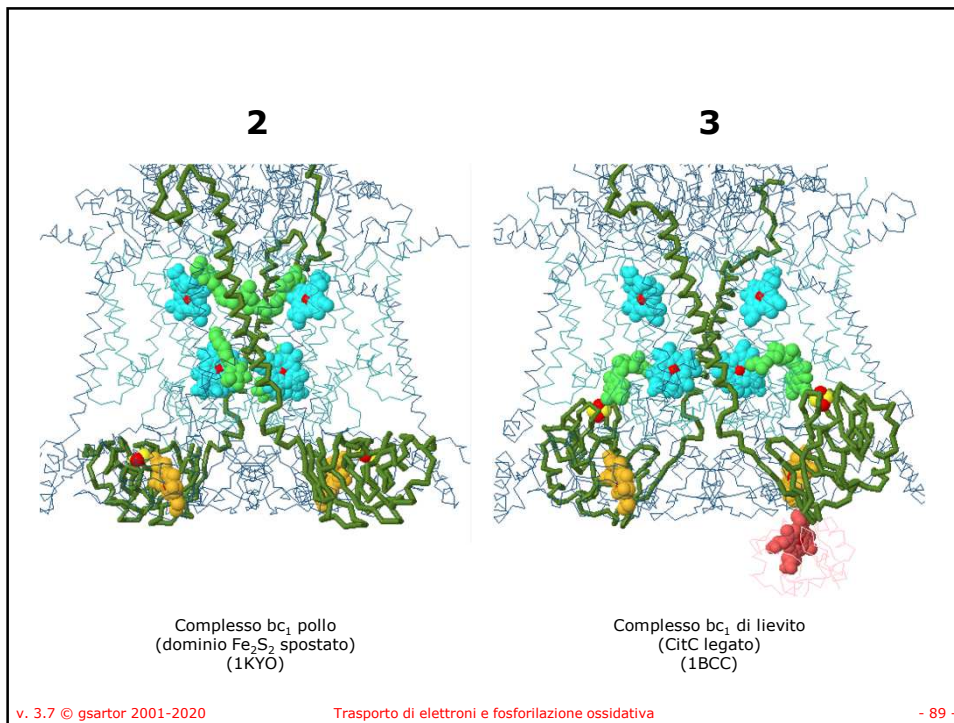 2
3
Complesso bc₁ pollo
(dominio Fe₂S₂ spostato)
(1KYO)
Complesso bc₁ di lievito
(CitC legato)
(1BCC)
v. 3.7 © gsartor 2001-2020
Trasporto di elettroni e fosforilazione ossidativa
- 89 -